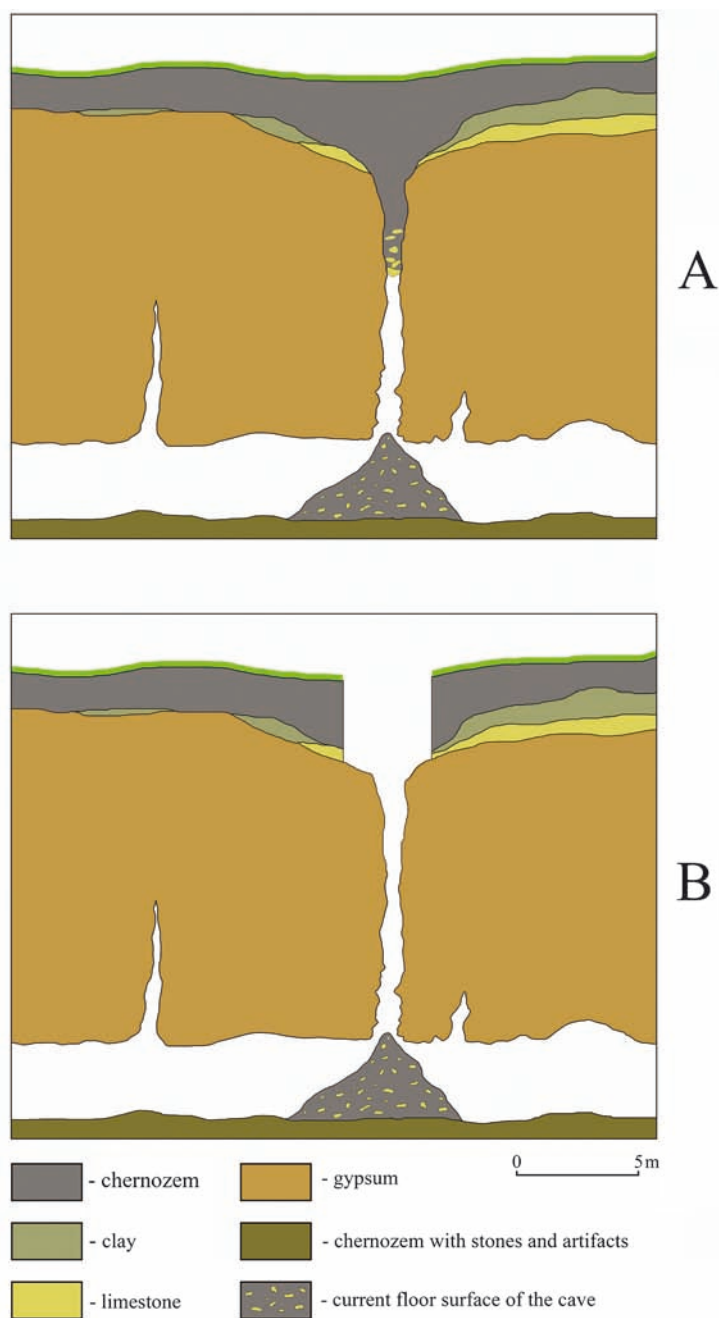 A
B
0 5 m
- chernozem
- gypsum
- clay
- chernozem with stones and artifacts
- limestone
- current floor surface of the cave